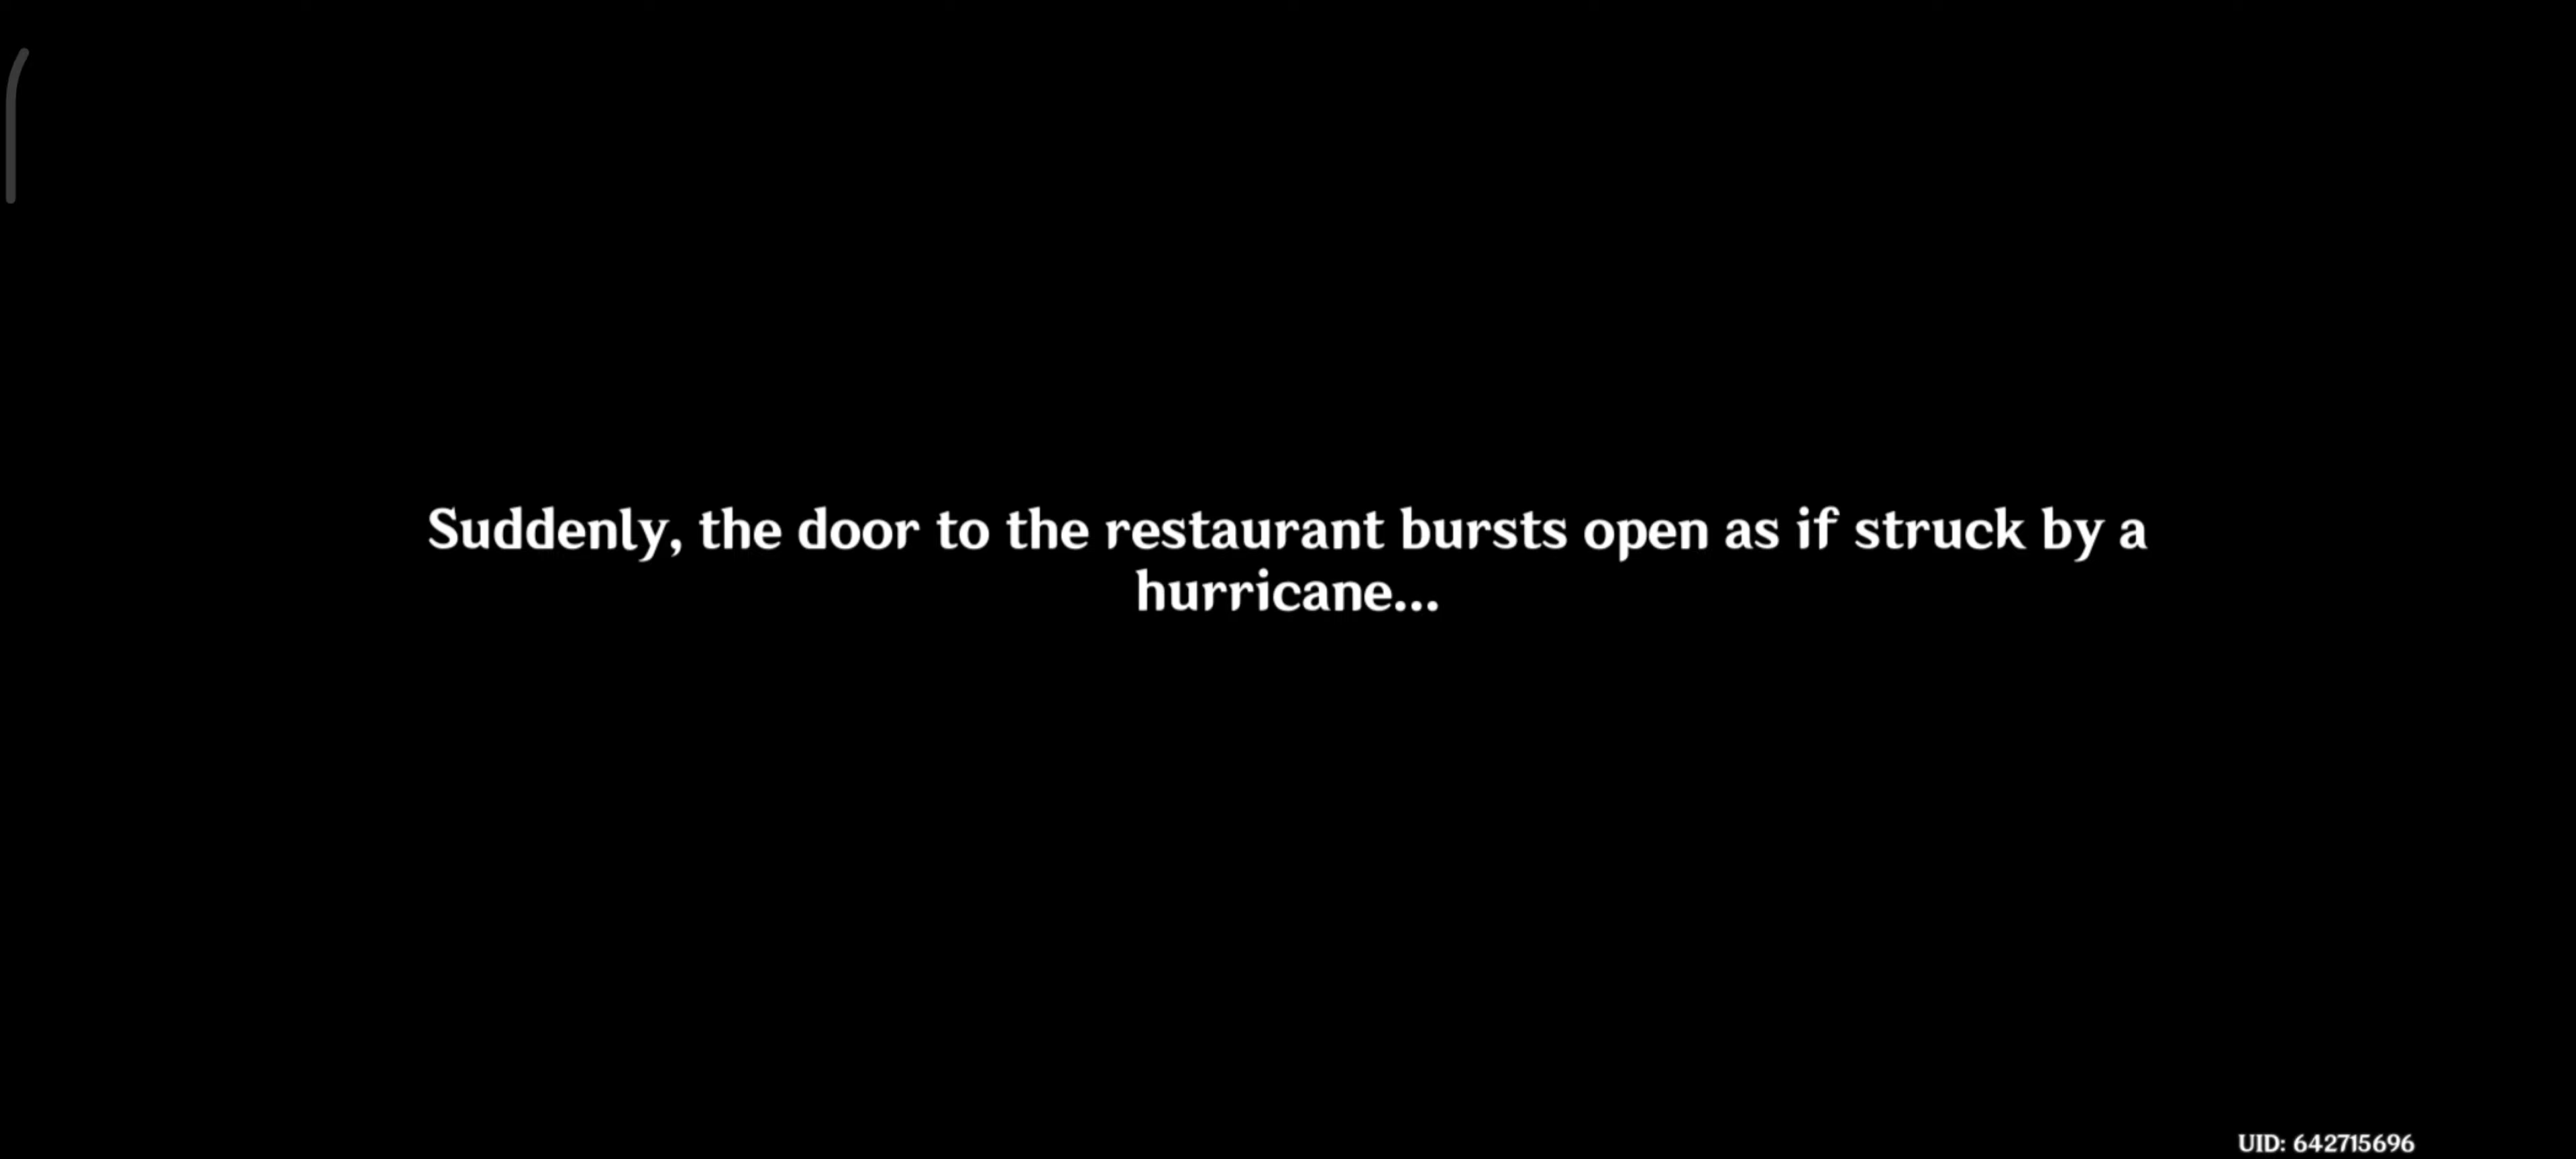 Suddenly, the door to the restaurant bursts open as if struck by a
hurricane...
UID: 642715696